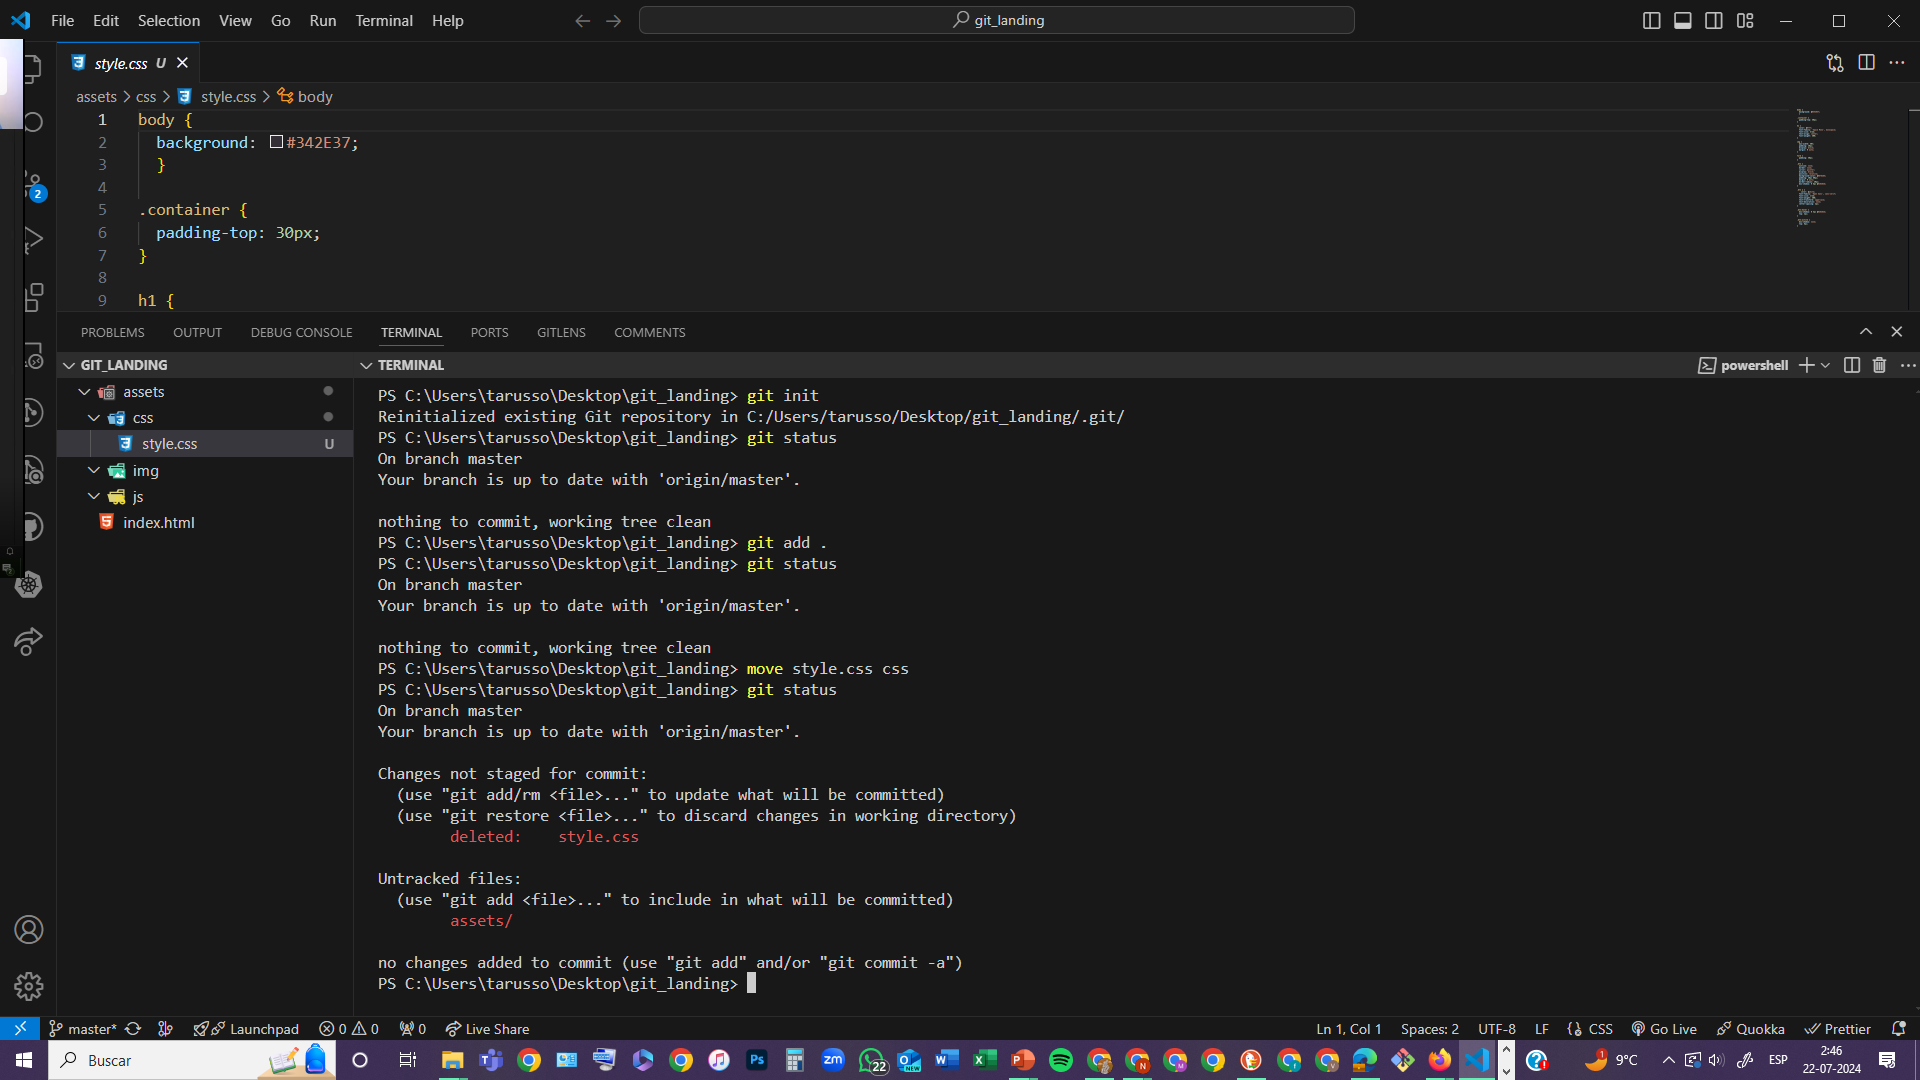 File Edit Selection View Go Run Terminal Help
git_landing
style.css U
assets > css > style.css > body
1 body {
2 background: #342E37;
3 }
4
5 .container {
6 padding-top: 30px;
7 }
8
9 h1 {
2
PROBLEMS OUTPUT DEBUG CONSOLE TERMINAL PORTS GITLENS COMMENTS
GIT_LANDING
assets
css
style.css U
img
js
index.html
TERMINAL
powershell
PS C:\Users\tarusso\Desktop\git_landing> git init
Reinitialized existing Git repository in C:/Users/tarusso/Desktop/git_landing/.git/
PS C:\Users\tarusso\Desktop\git_landing> git status
On branch master
Your branch is up to date with 'origin/master'.
nothing to commit, working tree clean
PS C:\Users\tarusso\Desktop\git_landing> git add .
PS C:\Users\tarusso\Desktop\git_landing> git status
On branch master
Your branch is up to date with 'origin/master'.
nothing to commit, working tree clean
PS C:\Users\tarusso\Desktop\git_landing> move style.css css
PS C:\Users\tarusso\Desktop\git_landing> git status
On branch master
Your branch is up to date with 'origin/master'.
Changes not staged for commit:
(use "git add/rm <file>..." to update what will be committed)
(use "git restore <file>..." to discard changes in working directory)
deleted: style.css
Untracked files:
(use "git add <file>..." to include in what will be committed)
assets/
no changes added to commit (use "git add" and/or "git commit -a")
PS C:\Users\tarusso\Desktop\git_landing>
master* Launchpad 0 0 0 Live Share
Ln 1, Col 1 Spaces: 2 UTF-8 LF {} CSS Go Live Quokka Prettier
Buscar
Ps
zm
22
NEW
1
9°C
ESP
2:46
22-07-2024